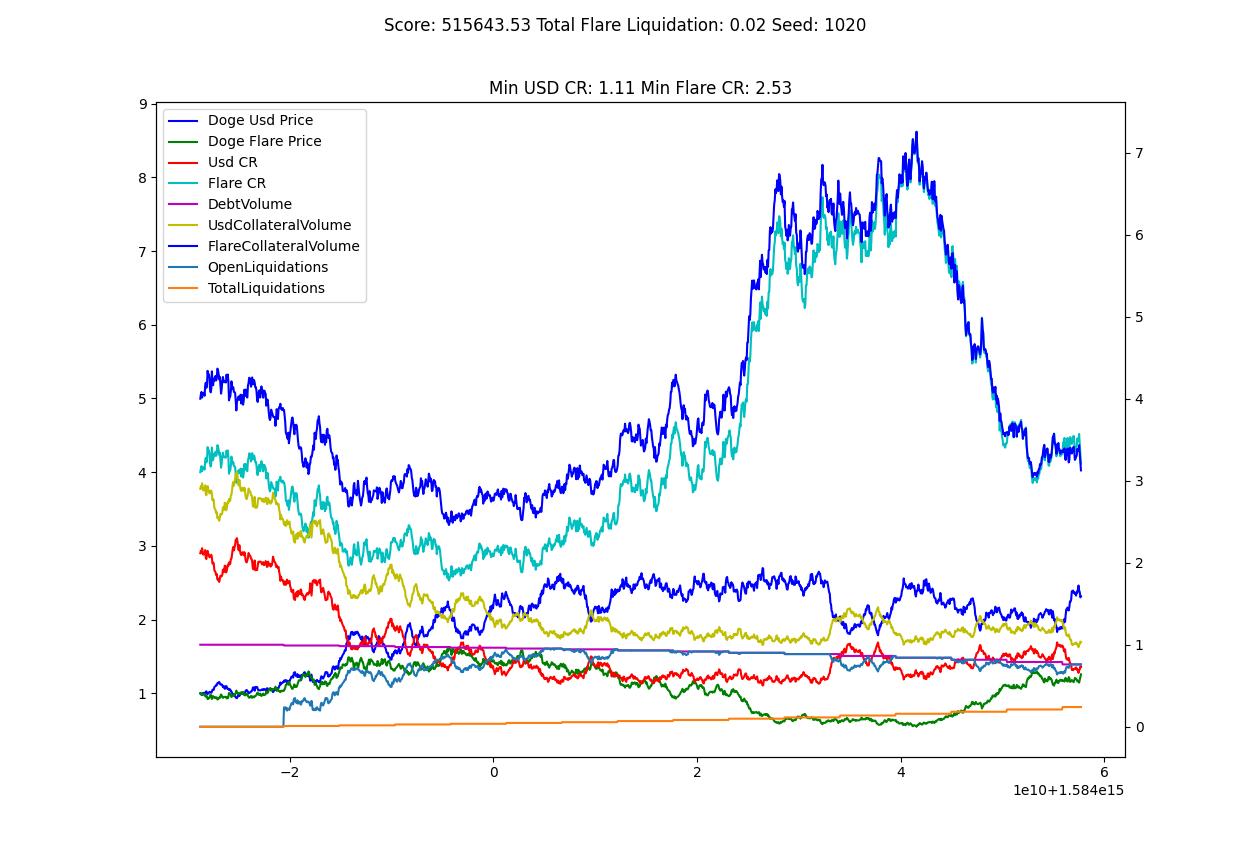 Score: 515643.53 Total Flare Liquidation: 0.02 Seed: 1020
Min USD CR: 1.11 Min Flare CR: 2.53
9
8
7
6
5
4
3
2
1
Doge Usd Price
Doge Flare Price
Usd CR
Flare CR
DebtVolume
UsdCollateralVolume
FlareCollateralVolume
OpenLiquidations
TotalLiquidations
7
6
5
4
3
2
1
0
−2 0 2 4 6
1e10+1.584e15